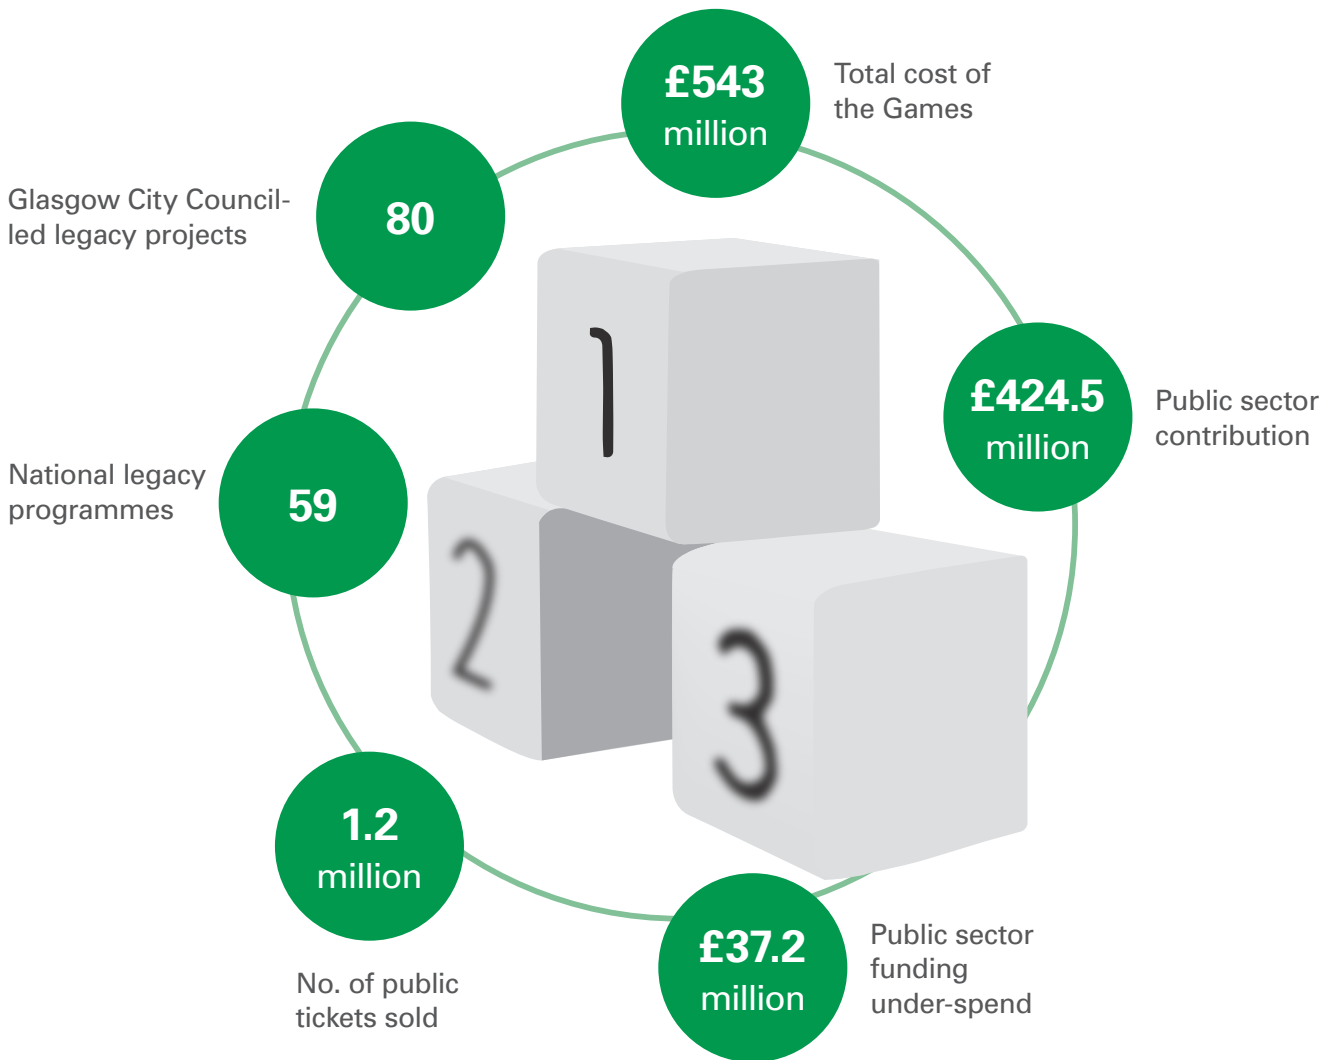 £543
million
Total cost of
the Games
Glasgow City Council-
led legacy projects
80
£424.5
million
Public sector
contribution
National legacy
programmes
59
1
2
3
1.2
million
No. of public
tickets sold
£37.2
million
Public sector
funding
under-spend